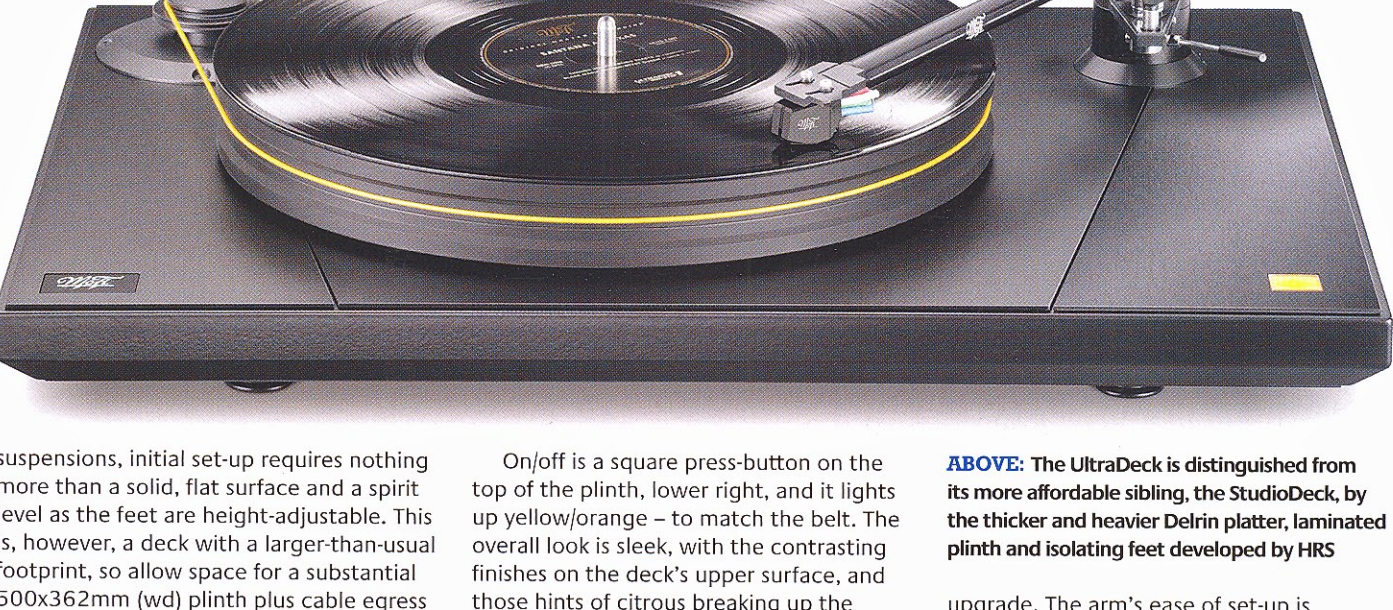 suspensions, initial set-up requires nothing
more than a solid, flat surface and a spirit
level as the feet are height-adjustable. This
is, however, a deck with a larger-than-usual
footprint, so allow space for a substantial
500x362mm (wd) plinth plus cable egress
On/off is a square press-button on the
top of the plinth, lower right, and it lights
up yellow/orange – to match the belt. The
overall look is sleek, with the contrasting
finishes on the deck's upper surface, and
those hints of citrous breaking up the
ABOVE: The UltraDeck is distinguished from
its more affordable sibling, the StudioDeck, by
the thicker and heavier Delrin platter, laminated
plinth and isolating feet developed by HRS
upgrade. The arm's ease of set-up is